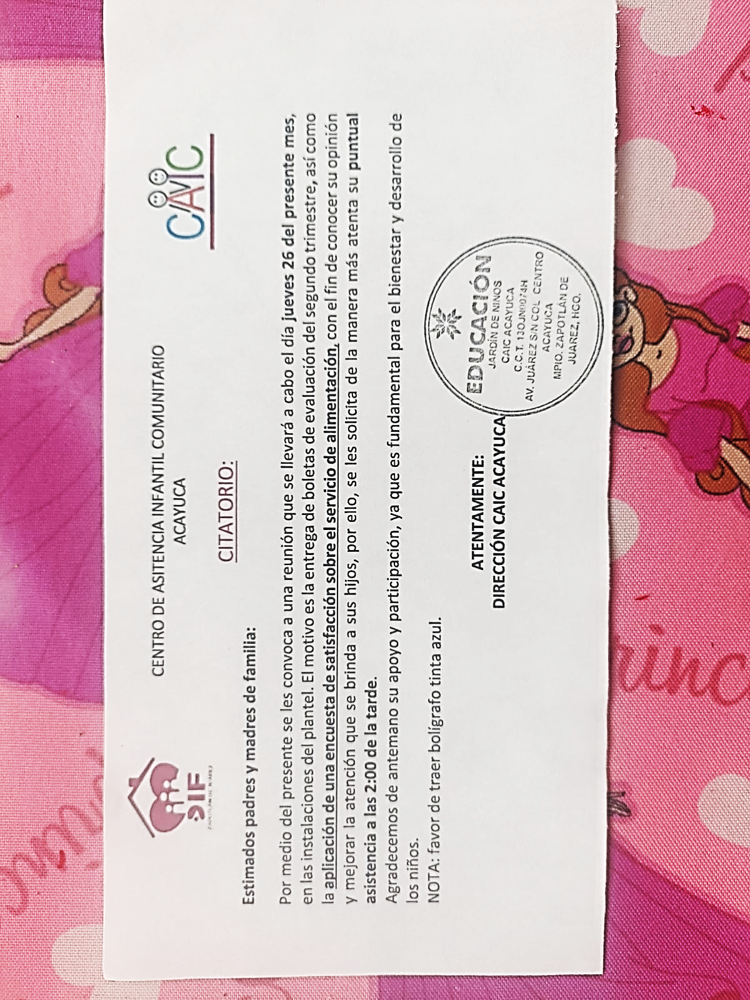 DIF
CAIC
CENTRO DE ASITENCIA INFANTIL COMUNITARIO
ACAYUCA
CITATORIO:
Estimados padres y madres de familia:
Por medio del presente se les convoca a una reunión que se llevará a cabo el día jueves 26 del presente mes,
en las instalaciones del plantel. El motivo es la entrega de boletas de evaluación del segundo trimestre, así como
la aplicación de una encuesta de satisfacción sobre el servicio de alimentación, con el fin de conocer su opinión
y mejorar la atención que se brinda a sus hijos, por ello, se les solicita de la manera más atenta su puntual
asistencia a las 2:00 de la tarde.
Agradecemos de antemano su apoyo y participación, ya que es fundamental para el bienestar y desarrollo de
los niños.
NOTA: favor de traer bolígrafo tinta azul.
ATENTAMENTE:
DIRECCIÓN CAIC ACAYUCA
EDUCACIÓN
JARDÍN DE NIÑOS
CAIC ACAYUCA
C.C.T. 13OJN0074H
AV. JUÁREZ S/N COL. CENTRO
ACAYUCA
MPIO. ZAPOTLÁN DE
JUAREZ, HGO.